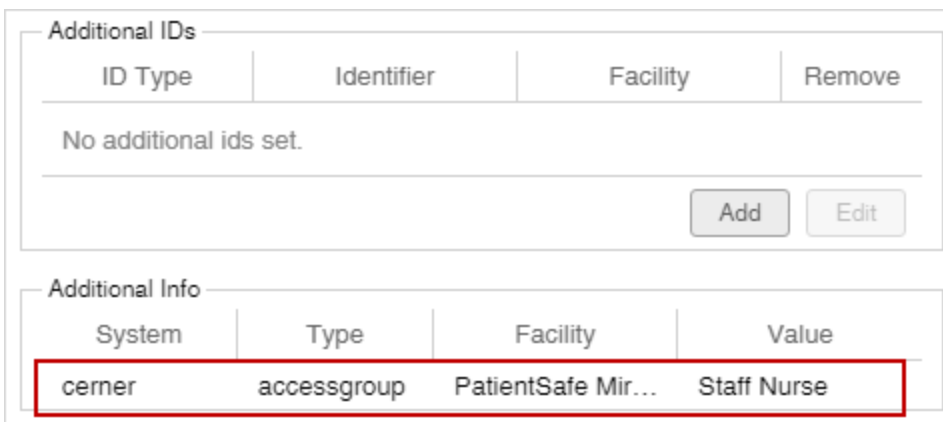 Additional IDs
ID Type Identifier Facility Remove
No additional ids set.
Add Edit
Additional Info
System Type Facility Value
cerner accessgroup PatientSafe Mir... Staff Nurse